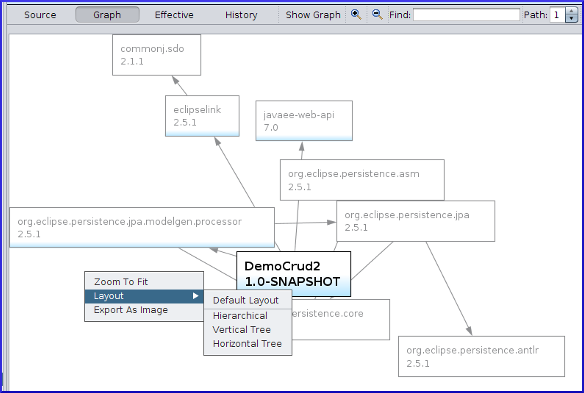 Source Graph Effective History Show Graph Find: Path: 1
commonj.sdo
2.1.1
eclipselink
2.5.1
javaee-web-api
7.0
org.eclipse.persistence.asm
2.5.1
org.eclipse.persistence.jpa.modelgen.processor
2.5.1
org.eclipse.persistence.jpa
2.5.1
DemoCrud2
1.0-SNAPSHOT
Zoom To Fit
Layout
Export As Image
Default Layout
Hierarchical
Vertical Tree
Horizontal Tree
persistence.core
org.eclipse.persistence.antlr
2.5.1